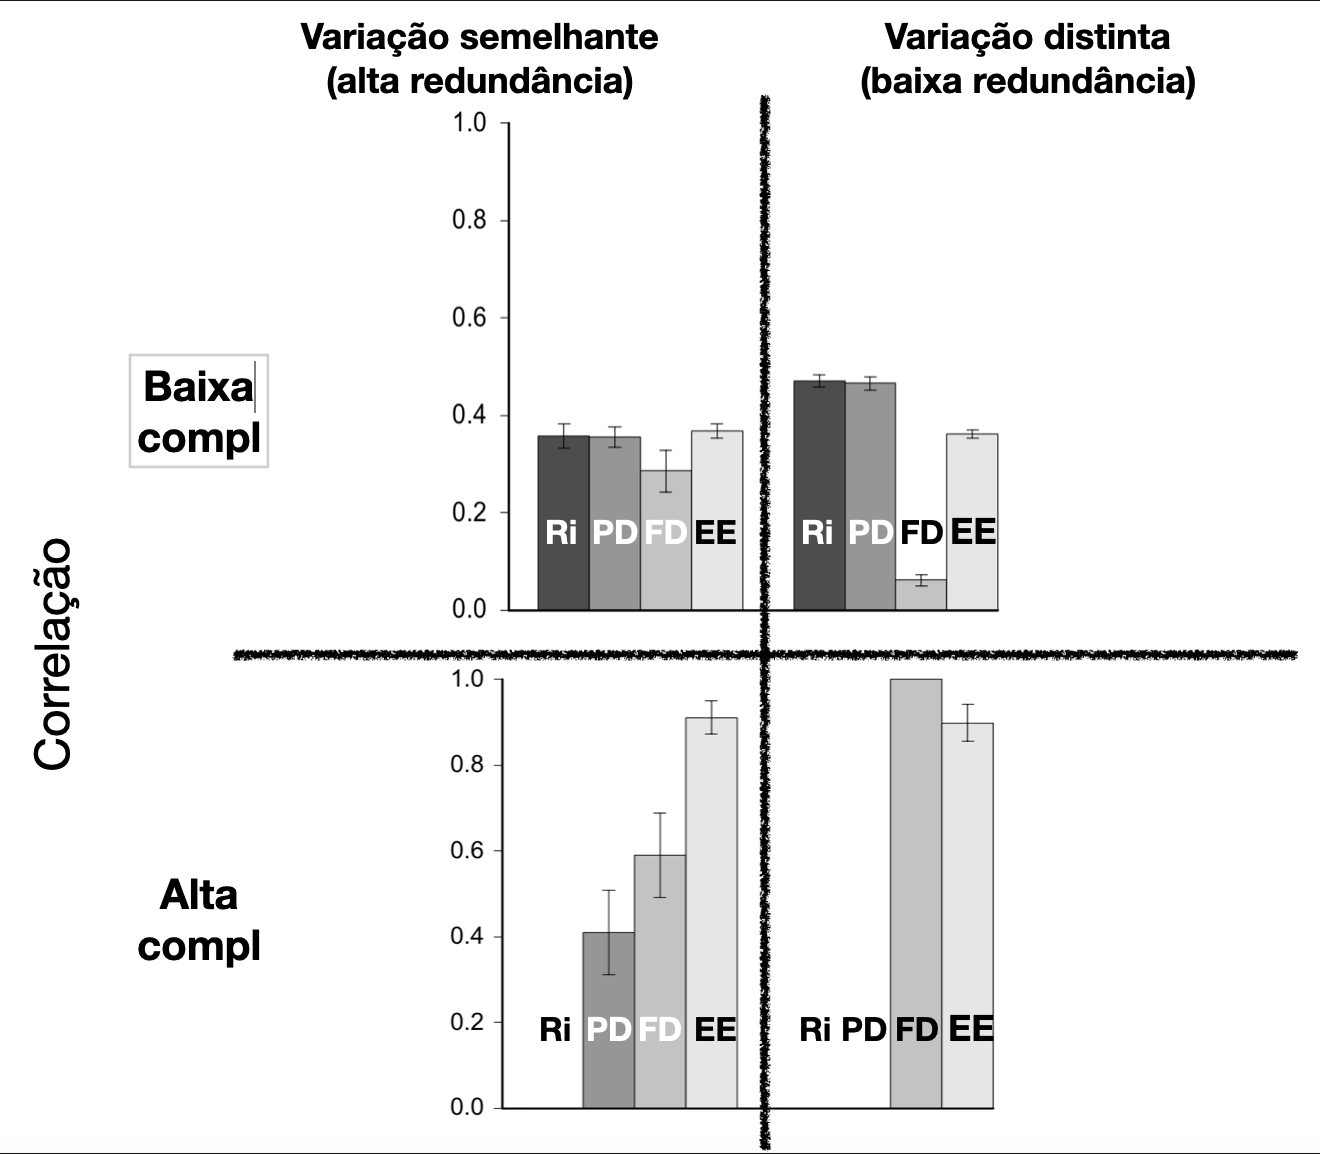 Variação semelhante
(alta redundância)
Variação distinta
(baixa redundância)
1.0
0.8
0.6
0.4
0.2
0.0
Ri PD FD EE
Ri PD FD EE
Baixa
compl
Correlação
1.0
0.8
0.6
0.4
0.2
0.0
Ri PD FD EE
Ri PD FD EE
Alta
compl